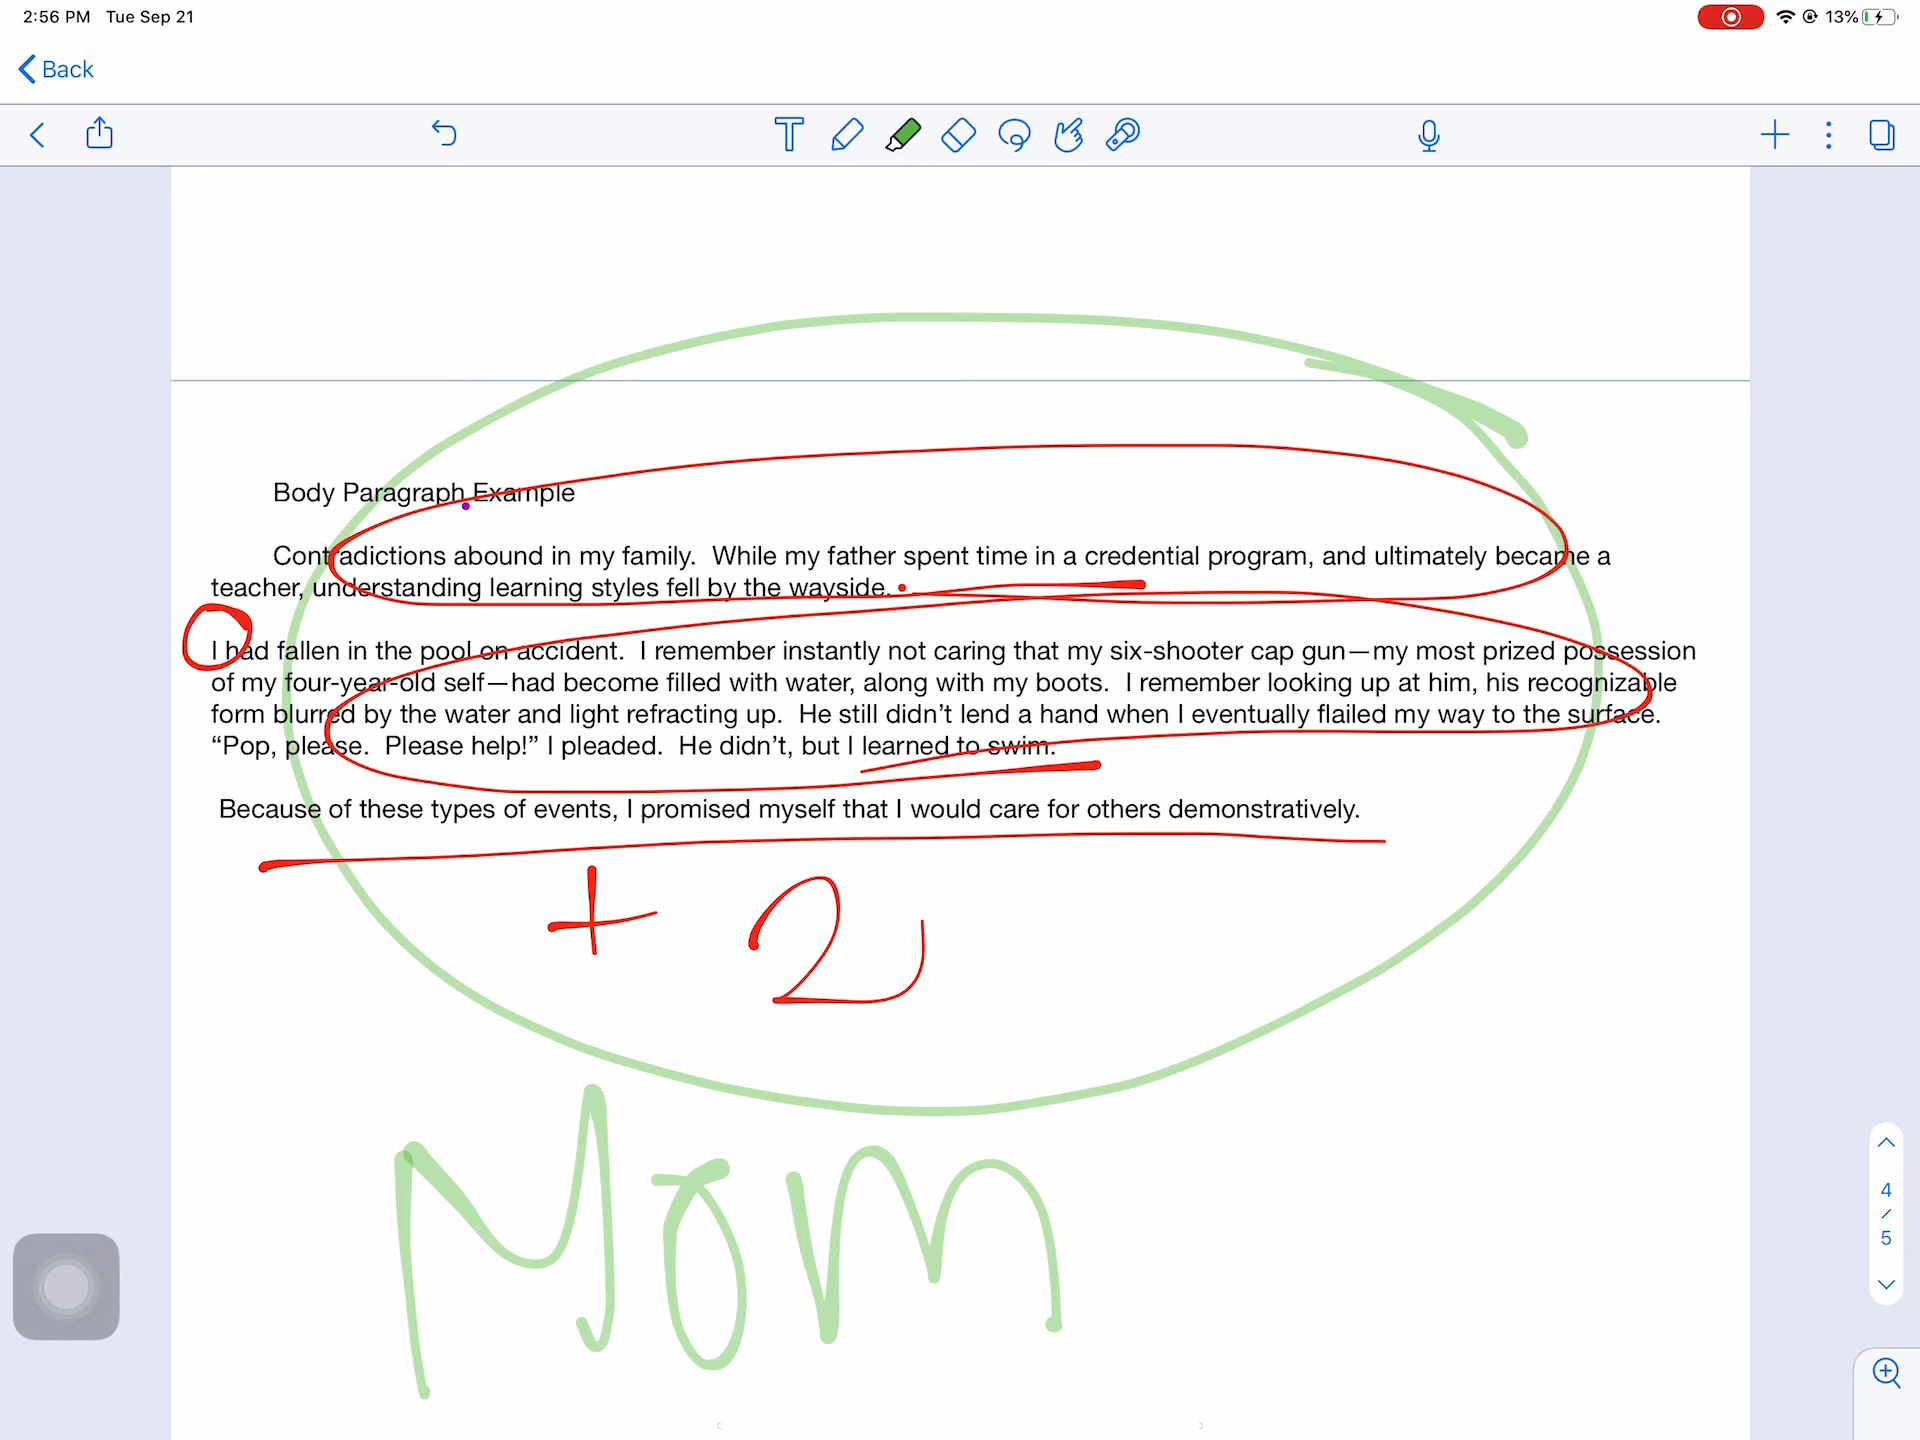 2:56 PM Tue Sep 21
13%
Back
Body Paragraph Example
Contradictions abound in my family. While my father spent time in a credential program, and ultimately became a
teacher, understanding learning styles fell by the wayside.
I had fallen in the pool on accident. I remember instantly not caring that my six-shooter cap gun—my most prized possession
of my four-year-old self—had become filled with water, along with my boots. I remember looking up at him, his recognizable
form blurred by the water and light refracting up. He still didn’t lend a hand when I eventually flailed my way to the surface.
“Pop, please. Please help!” I pleaded. He didn’t, but I learned to swim.
Because of these types of events, I promised myself that I would care for others demonstratively.
+ 2
Mom
4
/
5